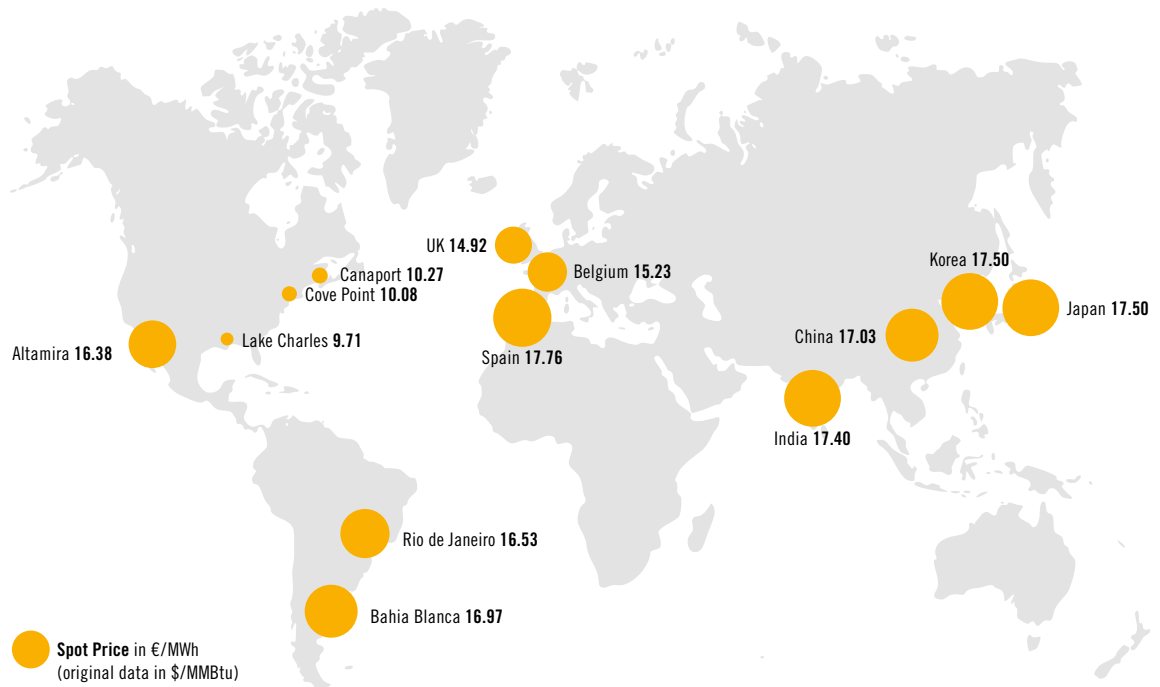 UK 14.92
Belgium 15.23
Korea 17.50
Canaport 10.27
Cove Point 10.08
Japan 17.50
Lake Charles 9.71
China 17.03
Altamira 16.38
Spain 17.76
India 17.40
Rio de Janeiro 16.53
Bahia Blanca 16.97
Spot Price in €/MWh
(original data in $/MMBtu)